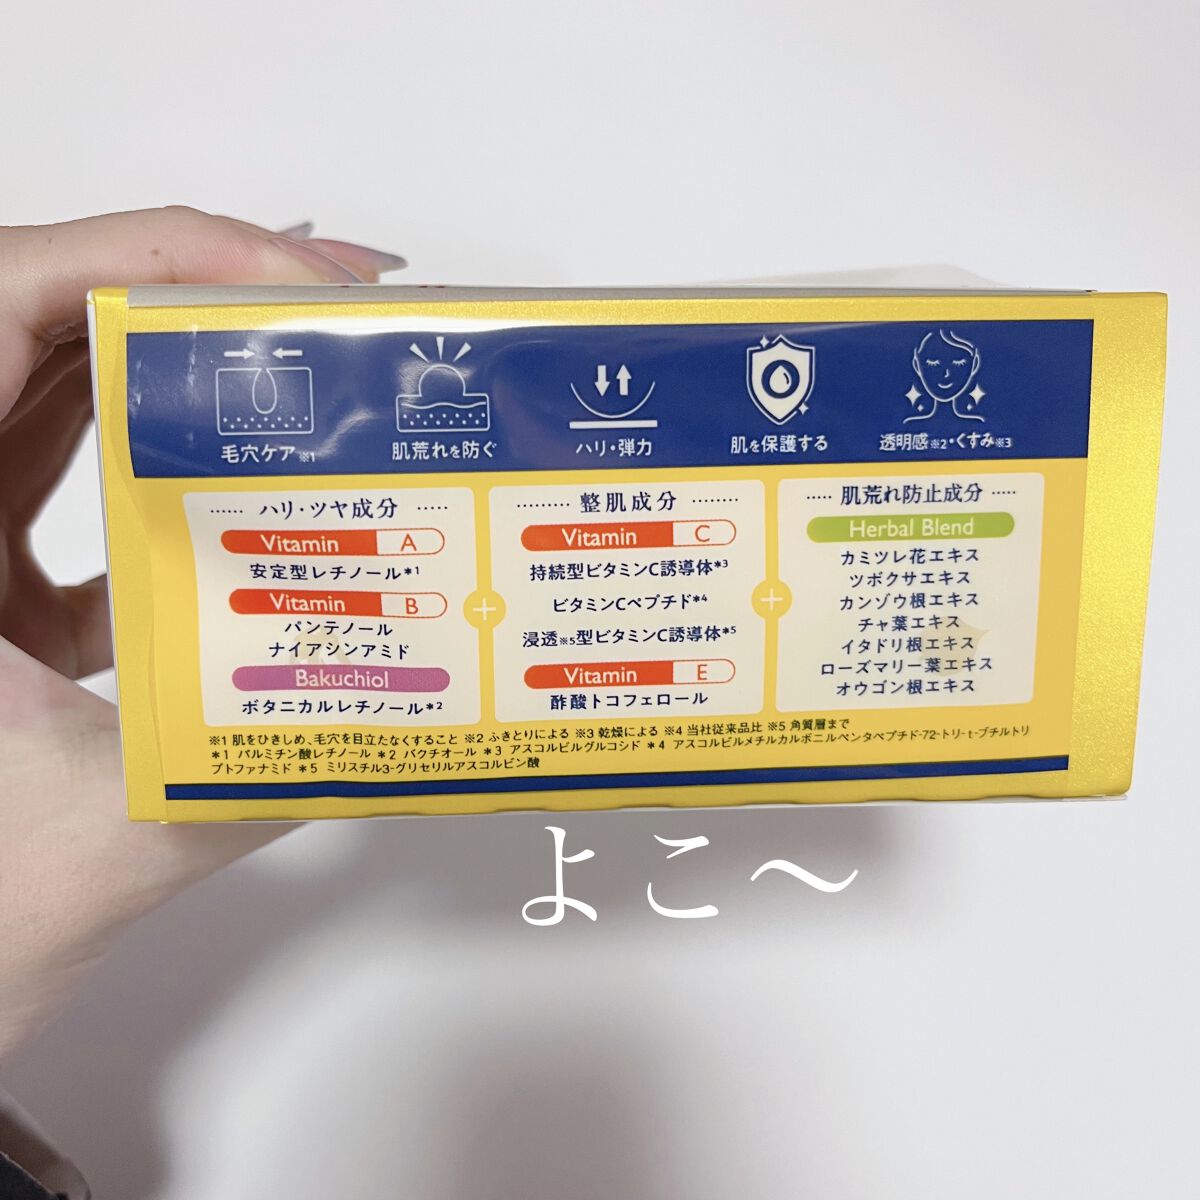 毛穴ケア※1
肌荒れを防ぐ
ハリ・弾力
肌を保護する
透明感※2・くすみ※3
ハリ・ツヤ成分
Vitamin A
安定型レチノール*1
Vitamin B
パンテノール
ナイアシンアミド
Bakuchiol
ボタニカルレチノール*2
+
整肌成分
Vitamin C
持続型ビタミンC誘導体*3
ビタミンCペプチド*4
浸透※5型ビタミンC誘導体*5
Vitamin E
酢酸トコフェロール
+
肌荒れ防止成分
Herbal Blend
カミツレ花エキス
ツボクサエキス
カンゾウ根エキス
チャ葉エキス
イタドリ根エキス
ローズマリー葉エキス
オウゴン根エキス
※1 肌をひきしめ、毛穴を目立たなくすること ※2 ふきとりによる ※3 乾燥による ※4 当社従来品比 ※5 角質層まで
*1 パルミチン酸レチノール *2 バクチオール *3 アスコルビルグルコシド *4 アスコルビルメチルカルボニルペンタペプチド-72-トリ-t-ブチルトリ
プトファナミド *5 ミリスチル3-グリセリルアスコルビン酸
よこ〜